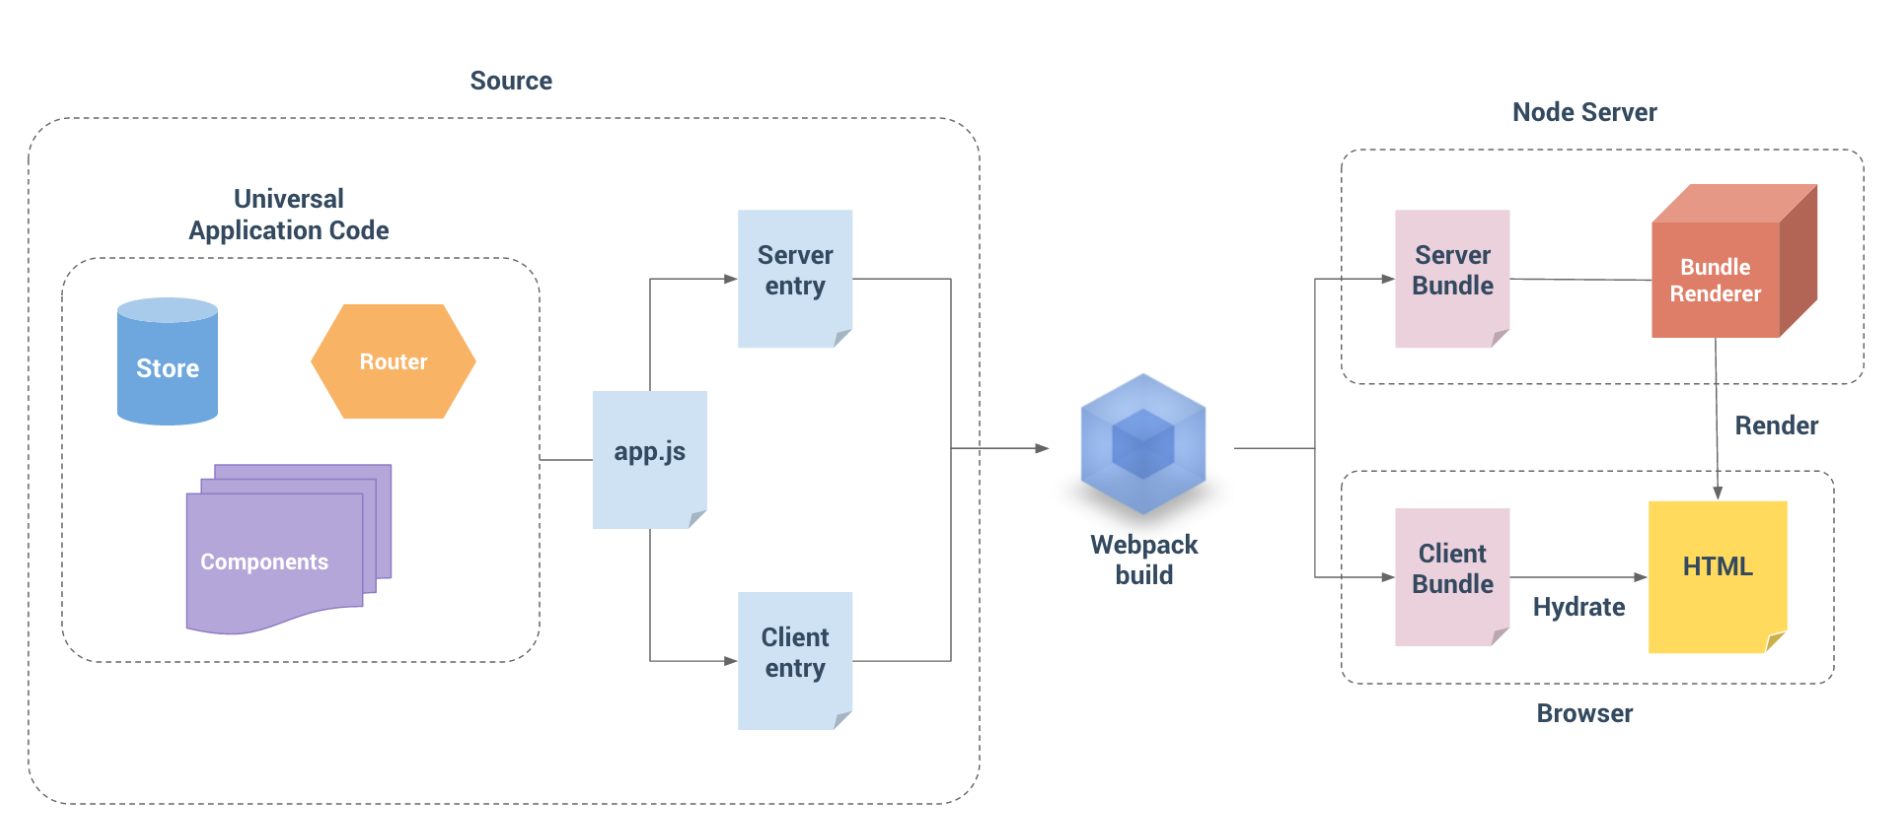 Source
Universal
Application Code
Store
Router
Components
app.js
Server
entry
Client
entry
Webpack
build
Node Server
Server
Bundle
Bundle
Renderer
Render
Client
Bundle
Hydrate
HTML
Browser